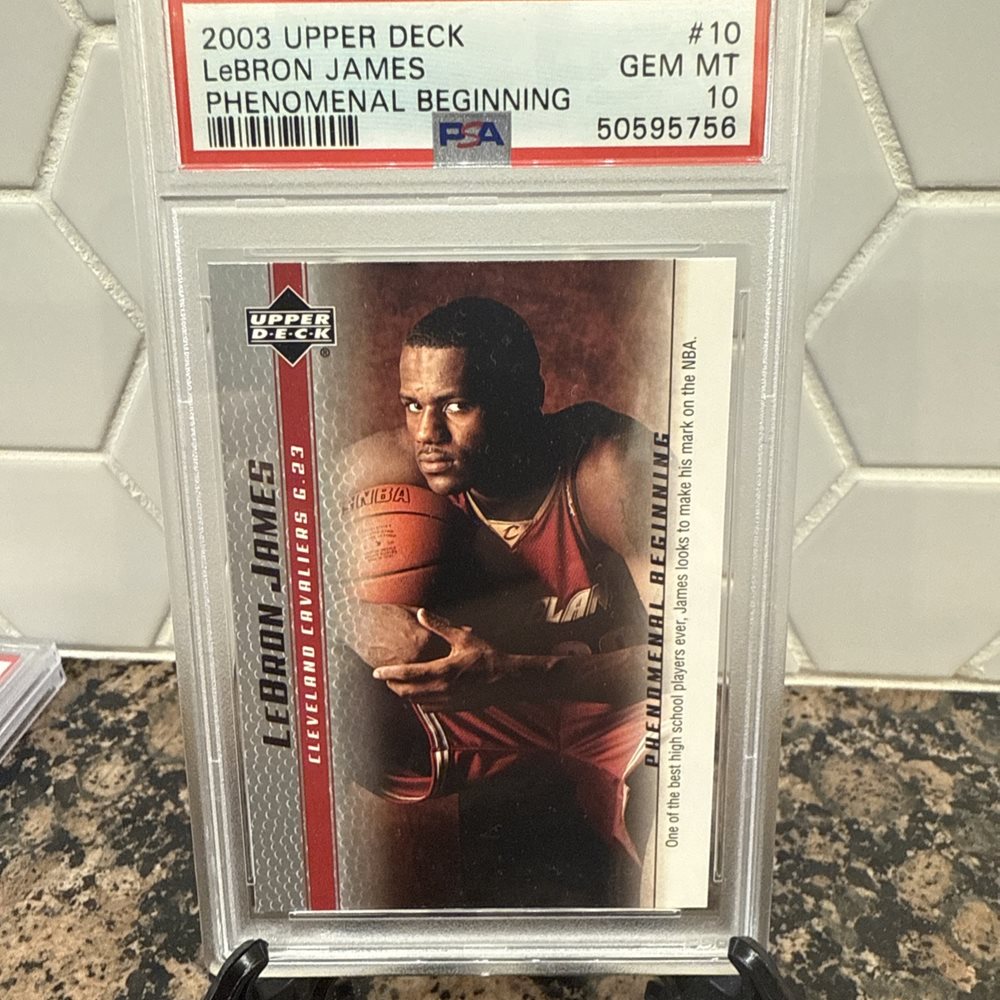 2003 UPPER DECK #10
LeBRON JAMES GEM MT
PHENOMENAL BEGINNING 10
PSA 50595756
UPPER
D·E·C·K
®
LEBRON JAMES
CLEVELAND CAVALIERS G.23
NBA
C
LA
PHENOMENAL BEGINNING
One of the best high school players ever, James looks to make his mark on the NBA.